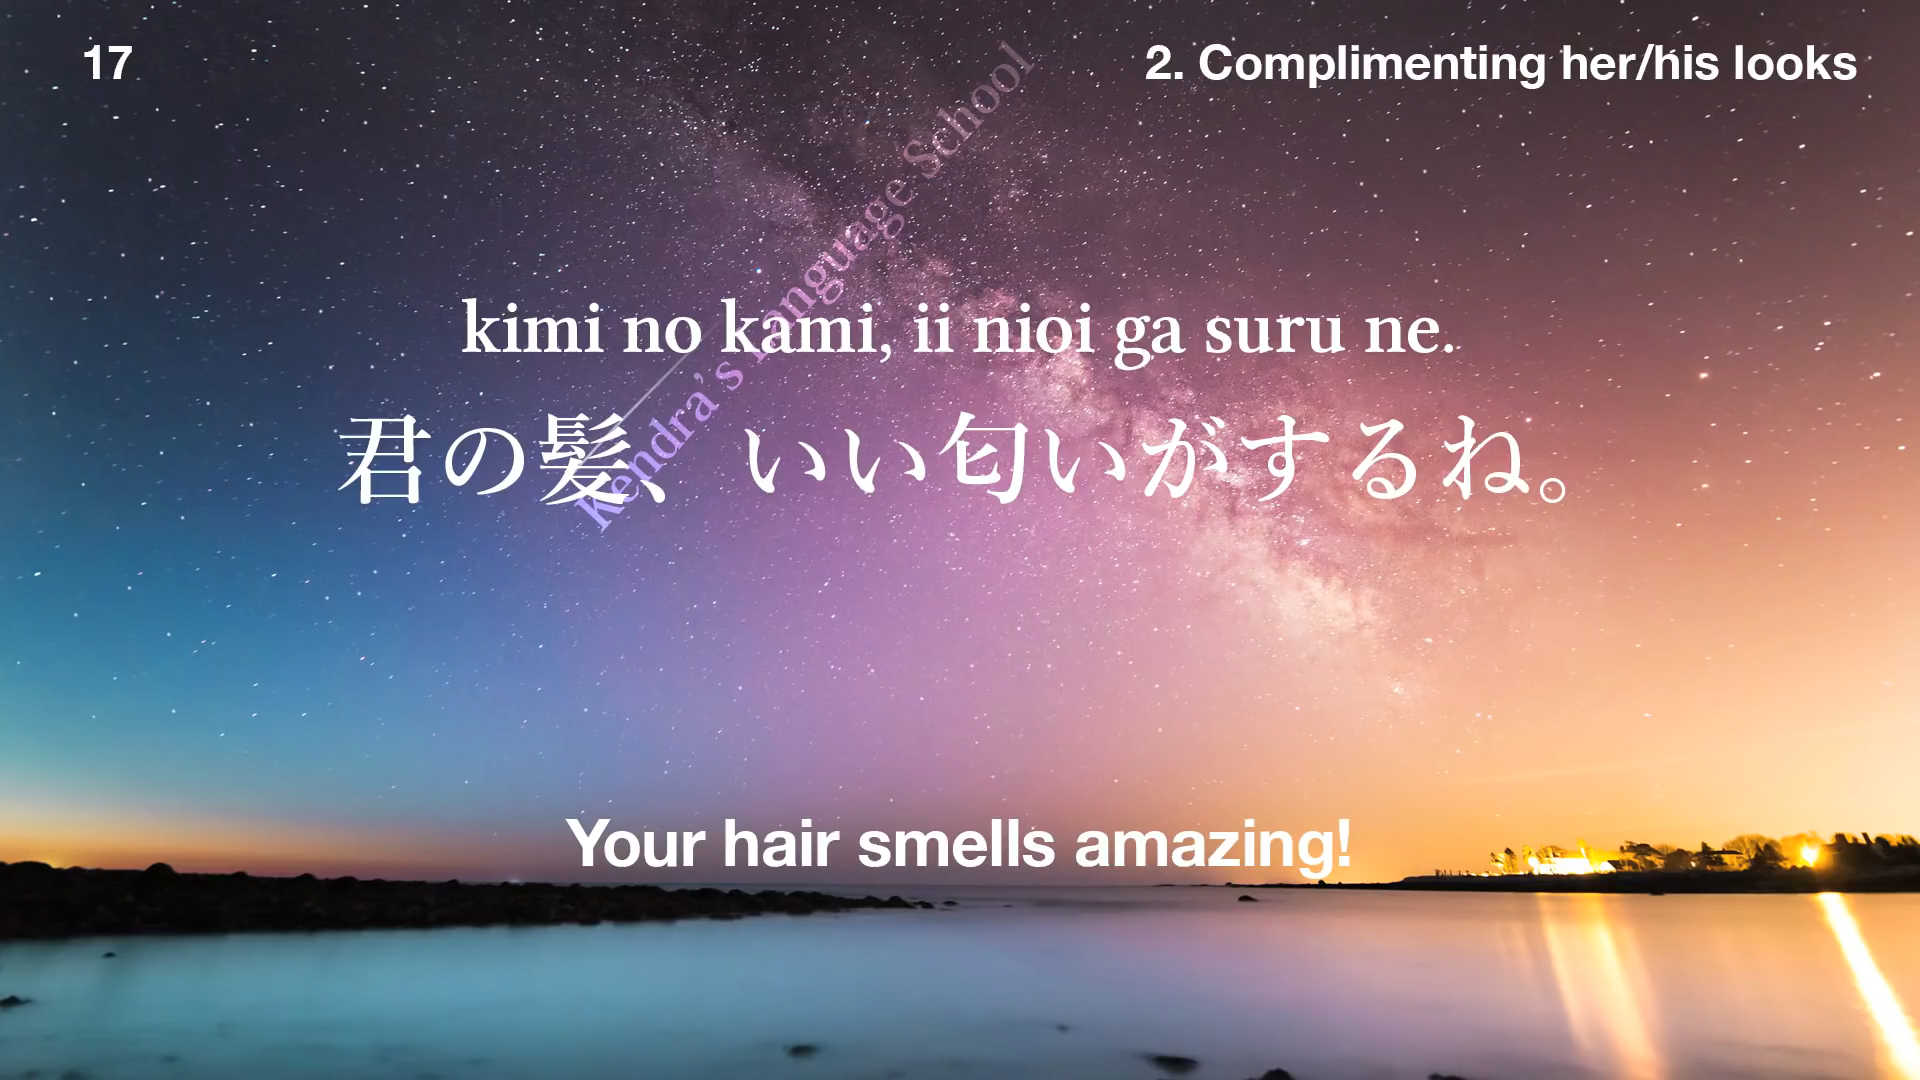 17
2. Complimenting her/his looks
Kendra's Language School
kimi no kami, ii nioi ga suru ne.
君の髪、いい匂いがするね。
Your hair smells amazing!